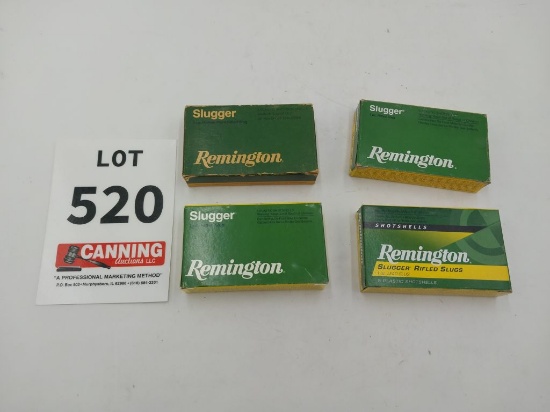 LOT
520
CANNING
Auctions LLC
"A PROFESSIONAL MARKETING METHOD"
Slugger
Remington
Slugger
Remington
Slugger
Remington
SHOTSHELLS
Remington
SLUGGER RIFLED SLUGS